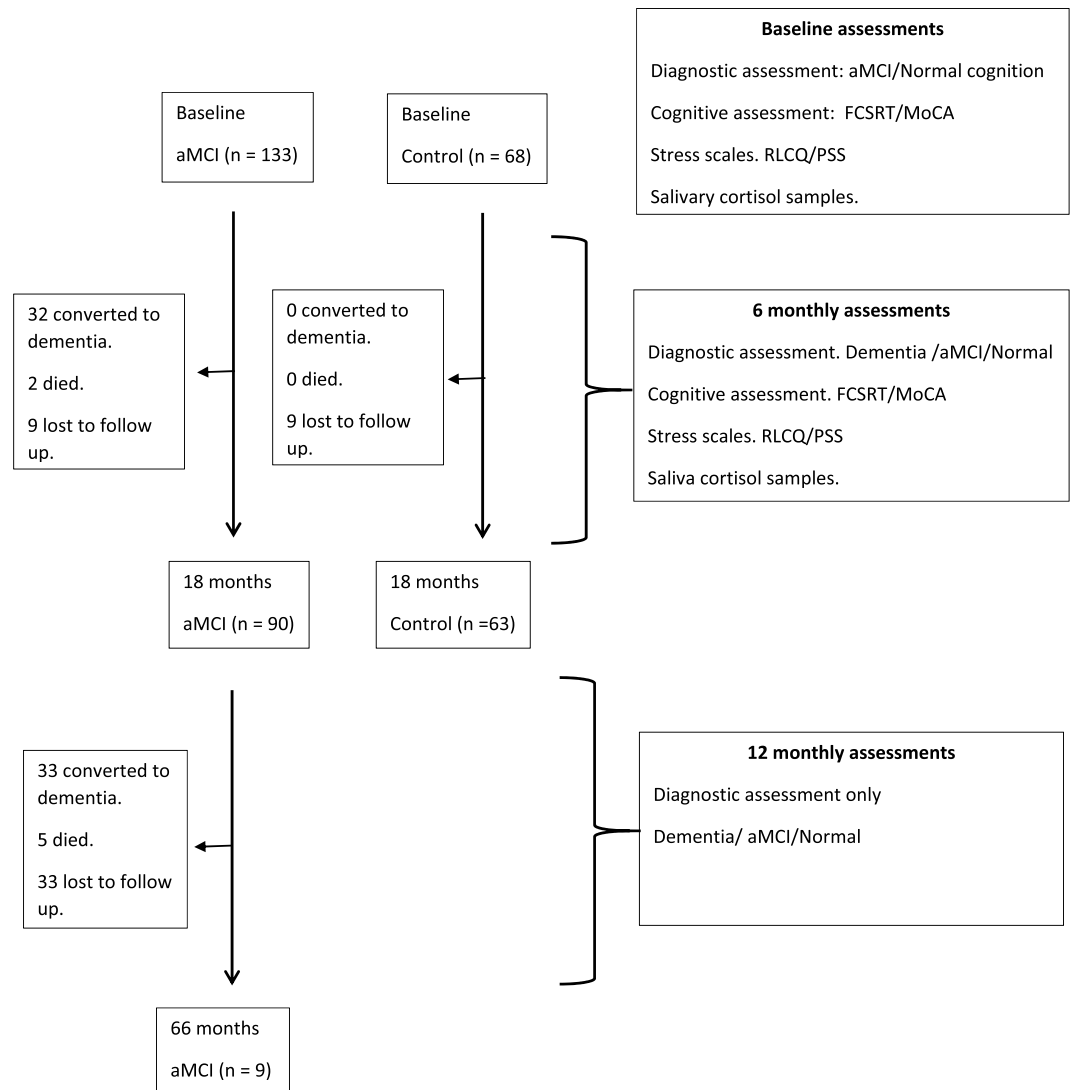 Baseline assessments
Diagnostic assessment: aMCI/Normal cognition
Cognitive assessment:  FCSRT/MoCA
Stress scales. RLCQ/PSS
Salivary cortisol samples.
Baseline
aMCI (n = 133)
Baseline
Control (n = 68)
32 converted to
dementia.
2 died.
9 lost to follow
up.
0 converted to
dementia.
0 died.
9 lost to follow
up.
6 monthly assessments
Diagnostic assessment. Dementia /aMCI/Normal
Cognitive assessment. FCSRT/MoCA
Stress scales. RLCQ/PSS
Saliva cortisol samples.
18 months
aMCI (n = 90)
18 months
Control (n =63)
33 converted to
dementia.
5 died.
33 lost to follow
up.
12 monthly assessments
Diagnostic assessment only
Dementia/ aMCI/Normal
66 months
aMCI (n = 9)